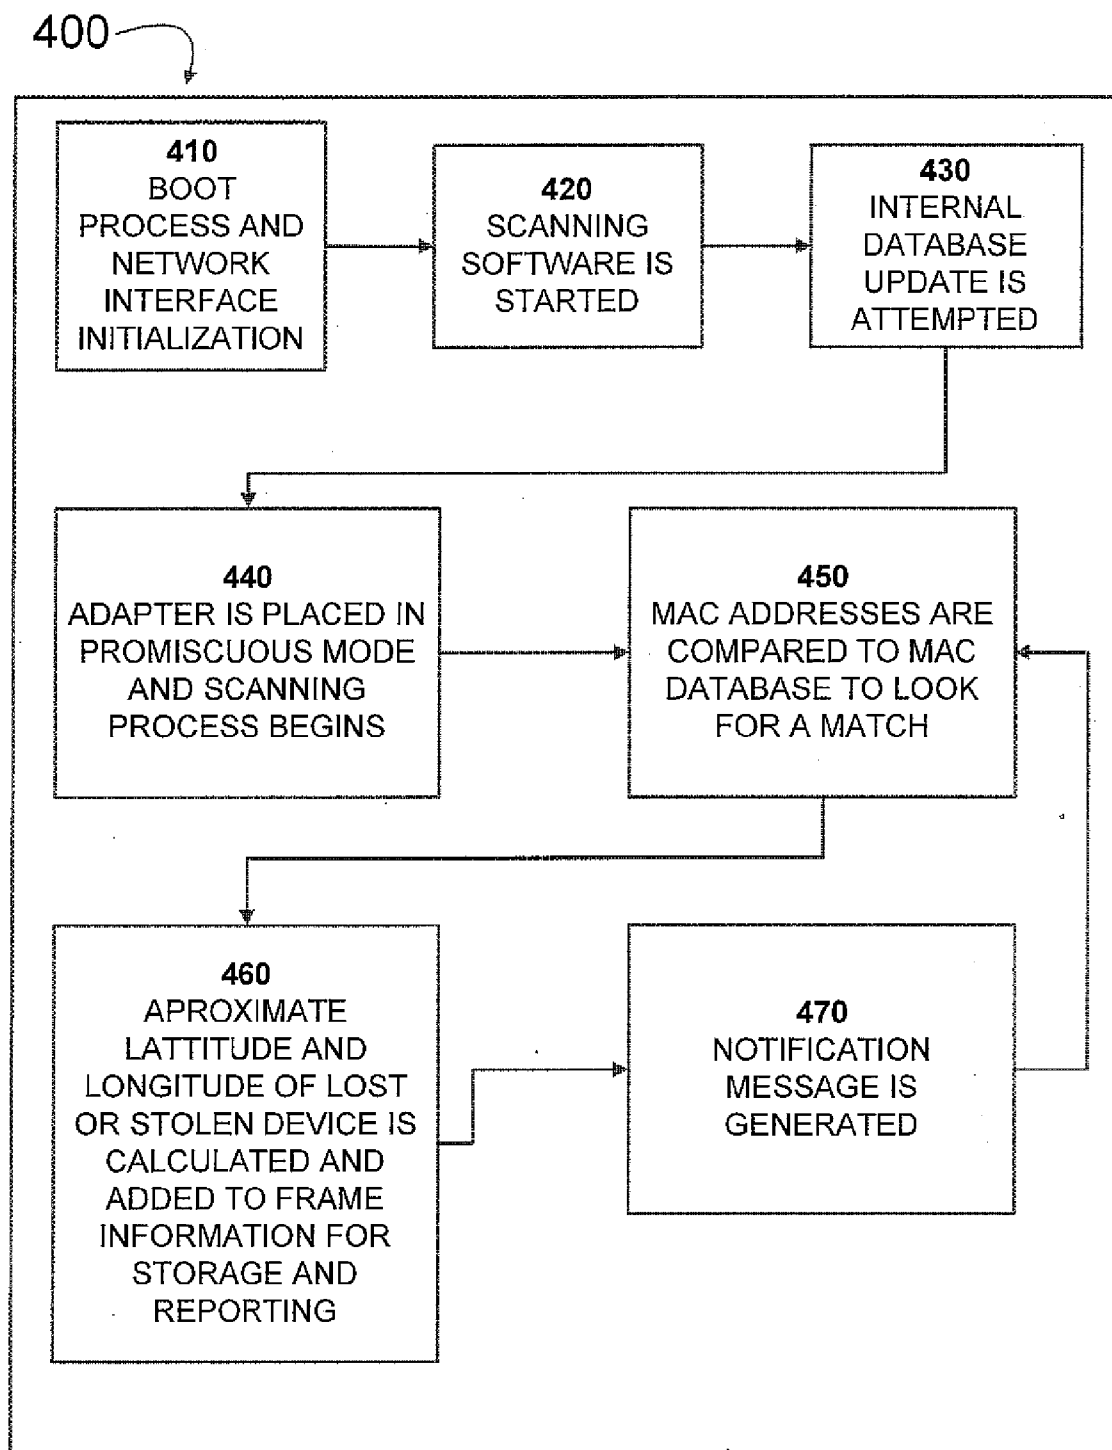 400
410
BOOT
PROCESS AND
NETWORK
INTERFACE
INITIALIZATION
420
SCANNING
SOFTWARE IS
STARTED
430
INTERNAL
DATABASE
UPDATE IS
ATTEMPTED
440
ADAPTER IS PLACED IN
PROMISCUOUS MODE
AND SCANNING
PROCESS BEGINS
450
MAC ADDRESSES ARE
COMPARED TO MAC
DATABASE TO LOOK
FOR A MATCH
460
APROXIMATE
LATTITUDE AND
LONGITUDE OF LOST
OR STOLEN DEVICE IS
CALCULATED AND
ADDED TO FRAME
INFORMATION FOR
STORAGE AND
REPORTING
470
NOTIFICATION
MESSAGE IS
GENERATED